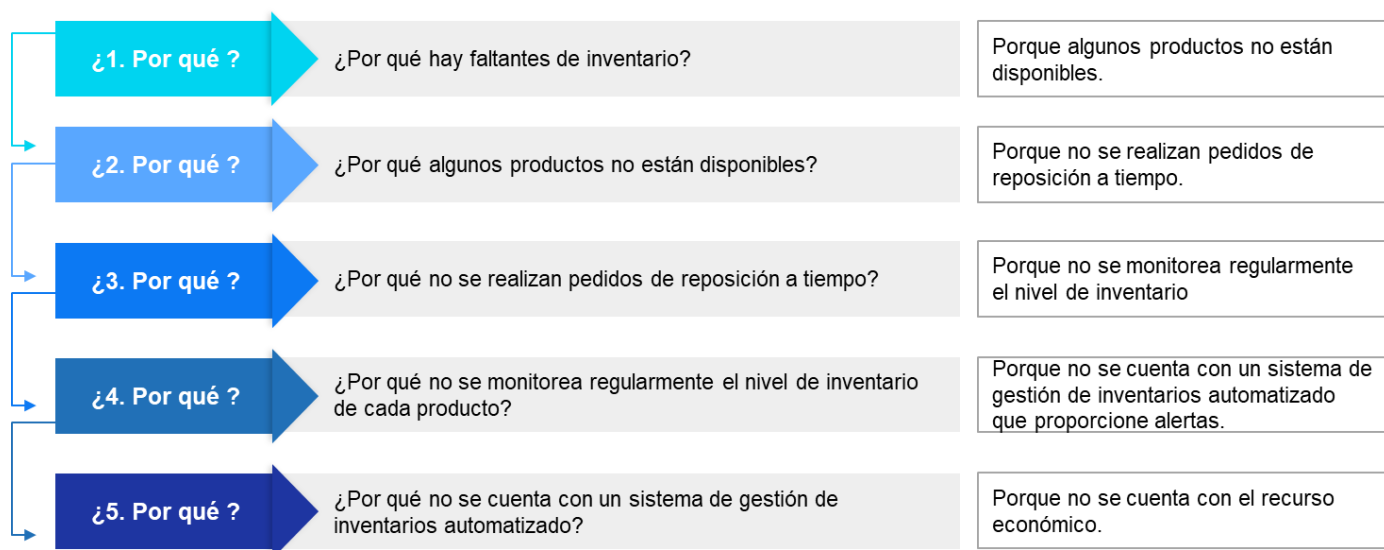 ¿1. Por qué ?
¿Por qué hay faltantes de inventario?
Porque algunos productos no están
disponibles.
¿2. Por qué ?
¿Por qué algunos productos no están disponibles?
Porque no se realizan pedidos de
reposición a tiempo.
¿3. Por qué ?
¿Por qué no se realizan pedidos de reposición a tiempo?
Porque no se monitorea regularmente
el nivel de inventario
¿4. Por qué ?
¿Por qué no se monitorea regularmente el nivel de inventario
de cada producto?
Porque no se cuenta con un sistema de
gestión de inventarios automatizado
que proporcione alertas.
¿5. Por qué ?
¿Por qué no se cuenta con un sistema de gestión de
inventarios automatizado?
Porque no se cuenta con el recurso
económico.